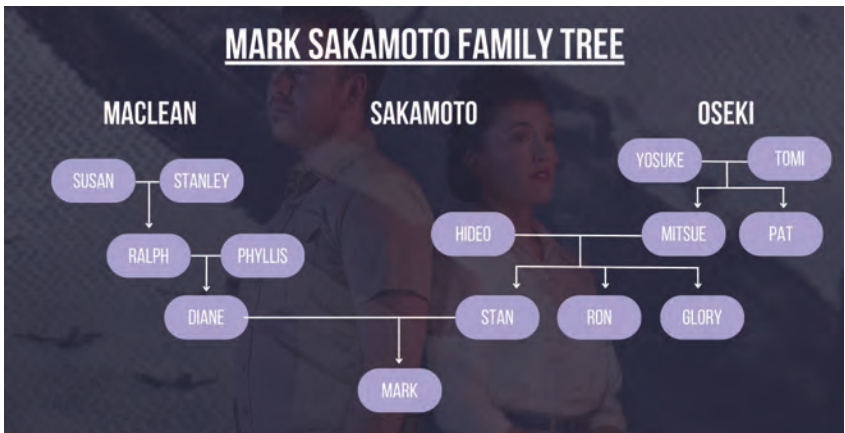 MARK SAKAMOTO FAMILY TREE
MACLEAN SAKAMOTO OSEKI
YOSUKE TOMI
SUSAN STANLEY
HIDEO MITSUE PAT
RALPH PHYLLIS
DIANE STAN RON GLORY
MARK